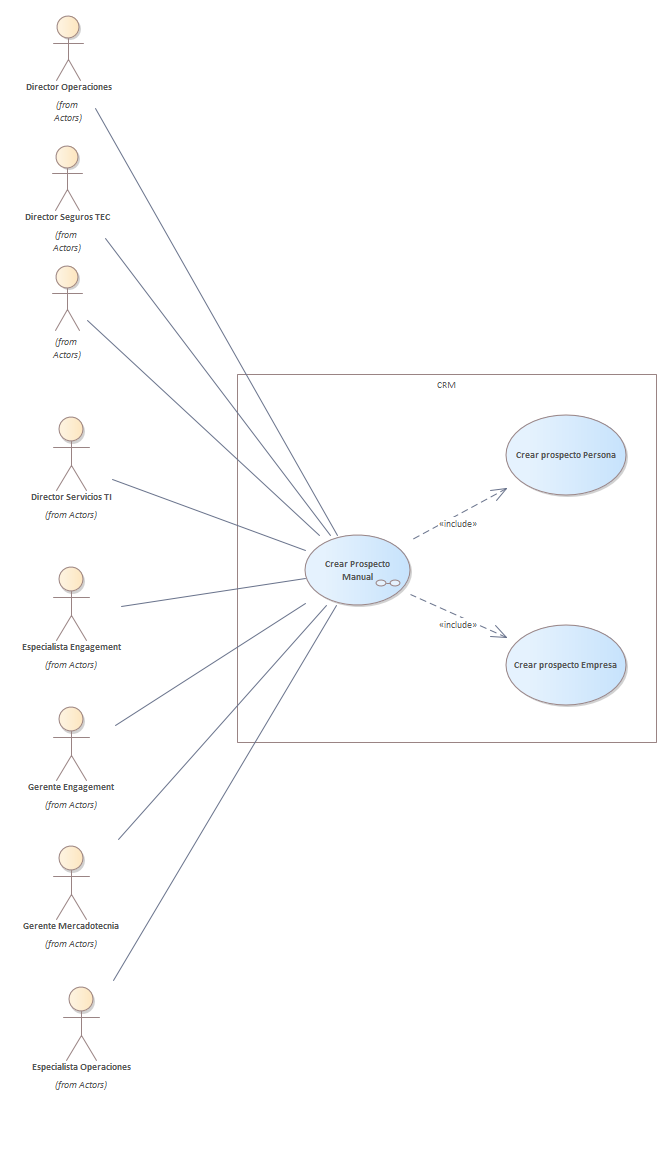 Director Operaciones
(from
Actors)
Director Seguros TEC
(from
Actors)
(from
Actors)
CRM
Crear prospecto Persona
Director Servicios TI
(from Actors)
«include»
Crear Prospecto
Manual
Especialista Engagement
(from Actors)
«include»
Crear prospecto Empresa
Gerente Engagement
(from Actors)
Gerente Mercadotecnia
(from Actors)
Especialista Operaciones
(from Actors)